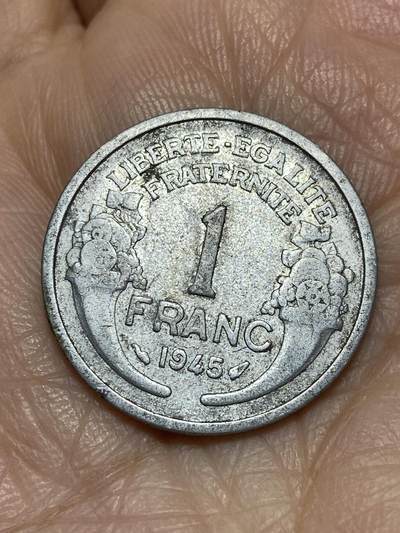 LIBERTE · EGALITE
FRATERNITE
1
FRANC
1945